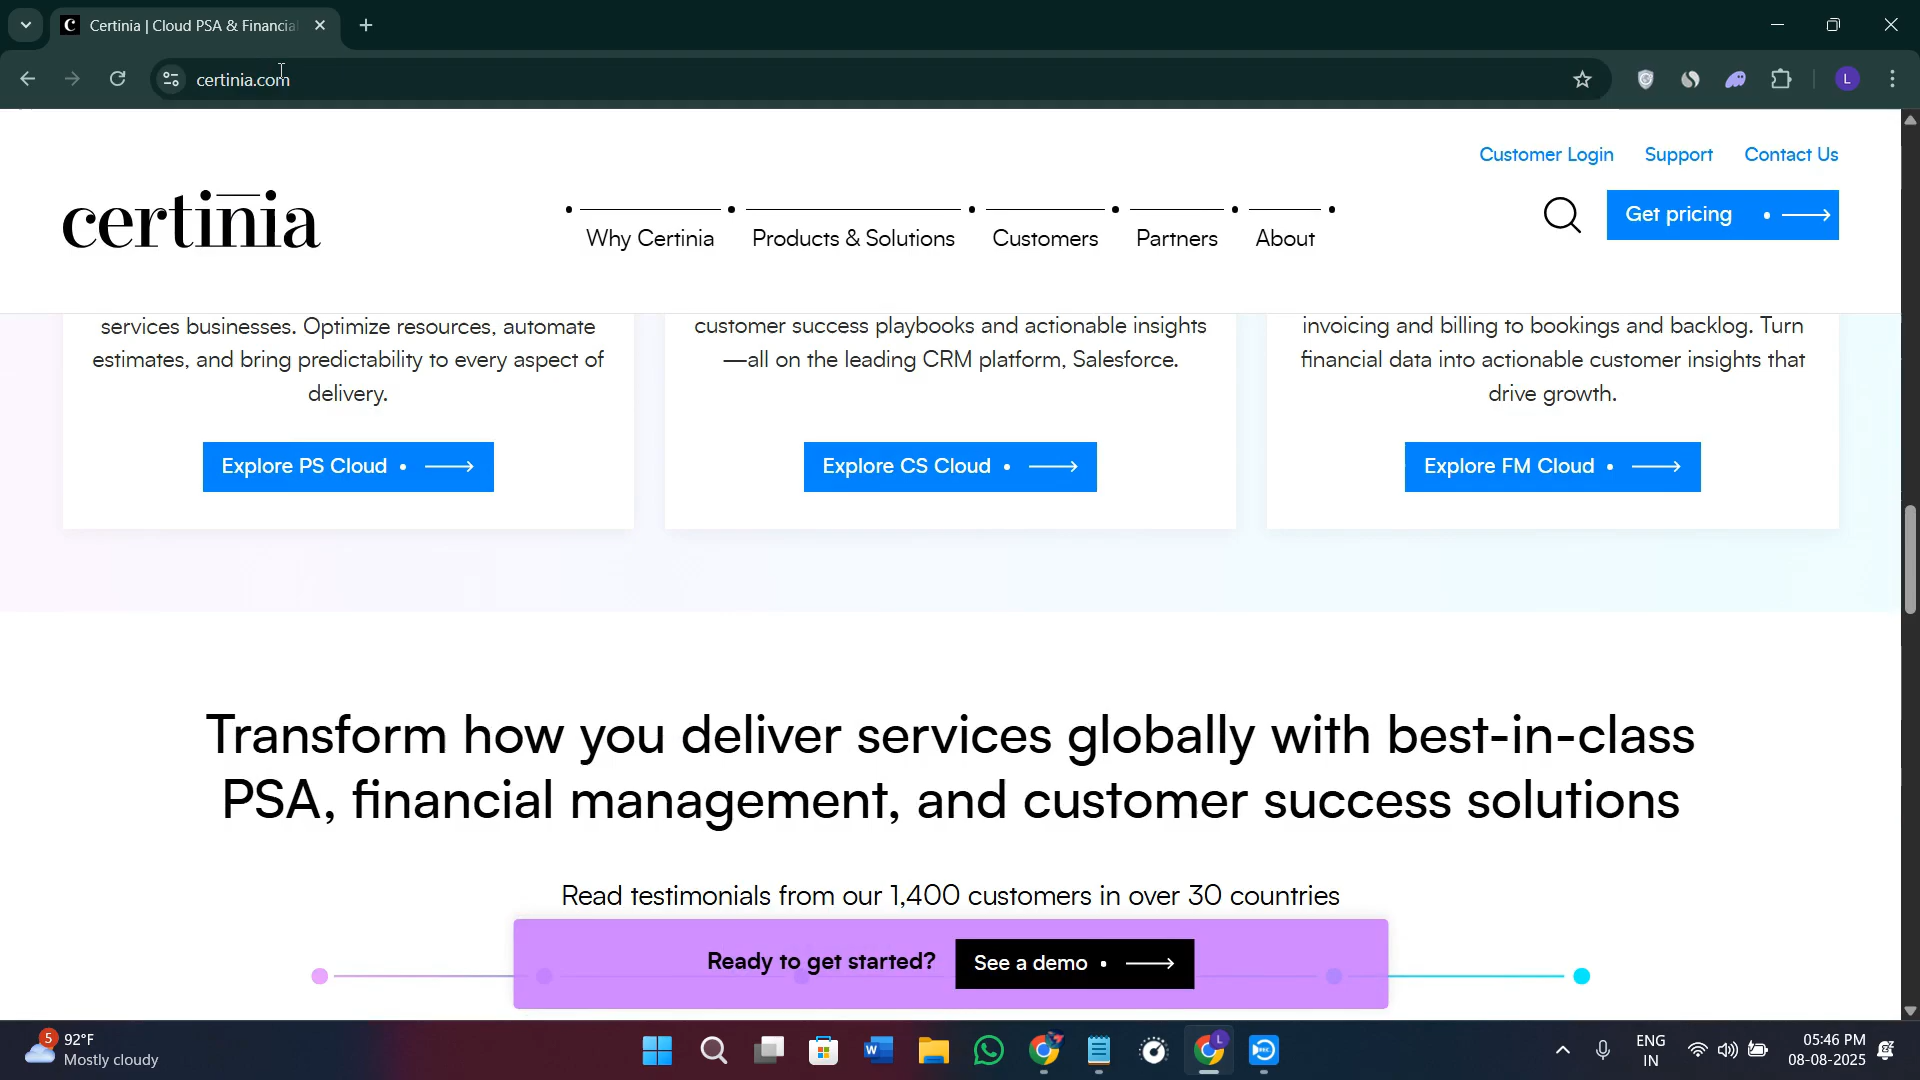 Certinia | Cloud PSA & Financial
certinia.com
L
Customer Login
Support
Contact Us
certinia
Why Certinia
Products & Solutions
Customers
Partners
About
Get pricing
services businesses. Optimize resources, automate
estimates, and bring predictability to every aspect of
delivery.
Explore PS Cloud
customer success playbooks and actionable insights
—all on the leading CRM platform, Salesforce.
Explore CS Cloud
invoicing and billing to bookings and backlog. Turn
financial data into actionable customer insights that
drive growth.
Explore FM Cloud
Transform how you deliver services globally with best-in-class
PSA, financial management, and customer success solutions
Read testimonials from our 1,400 customers in over 30 countries
Ready to get started?
See a demo
5
92°F
Mostly cloudy
ENG
IN
05:46 PM
08-08-2025